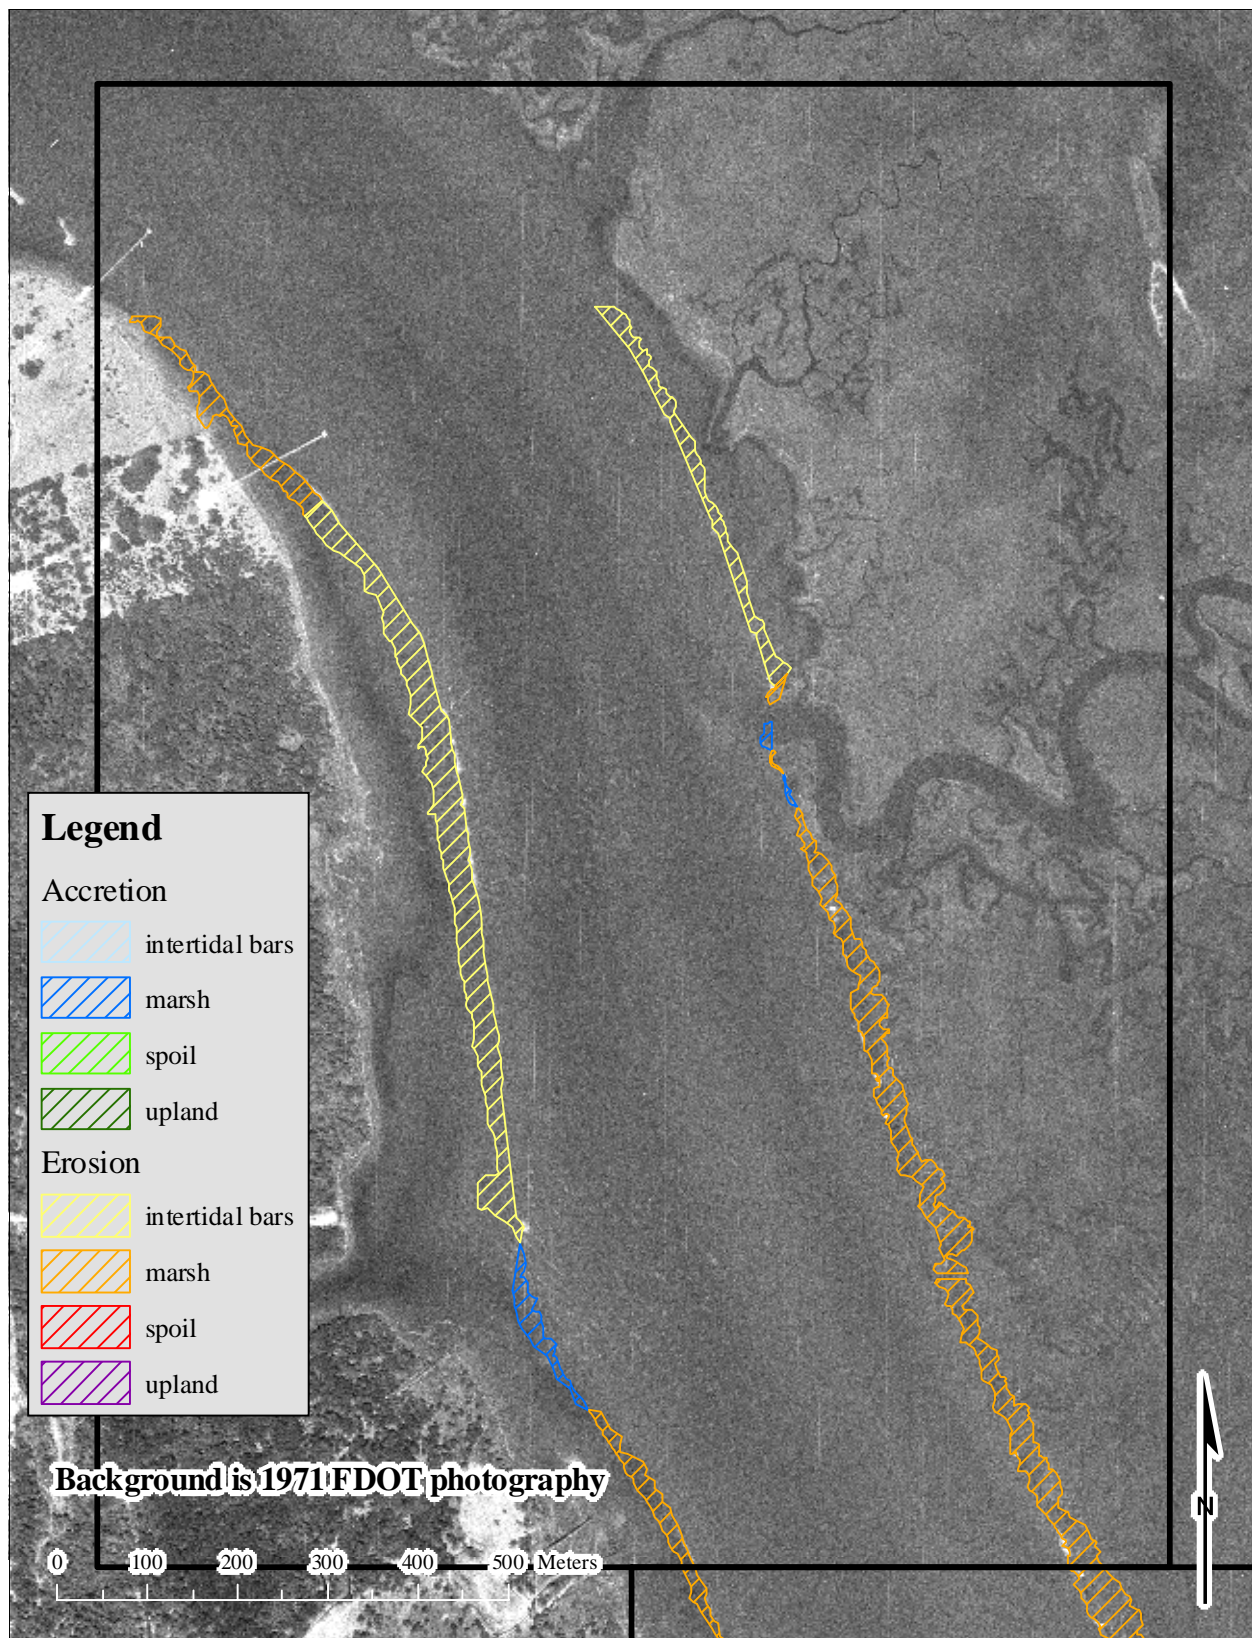 Legend
Accretion
intertidal bars
marsh
spoil
upland
Erosion
intertidal bars
marsh
spoil
upland
Background is 1971 FDOT photography
0 100 200 300 400 500 Meters
N